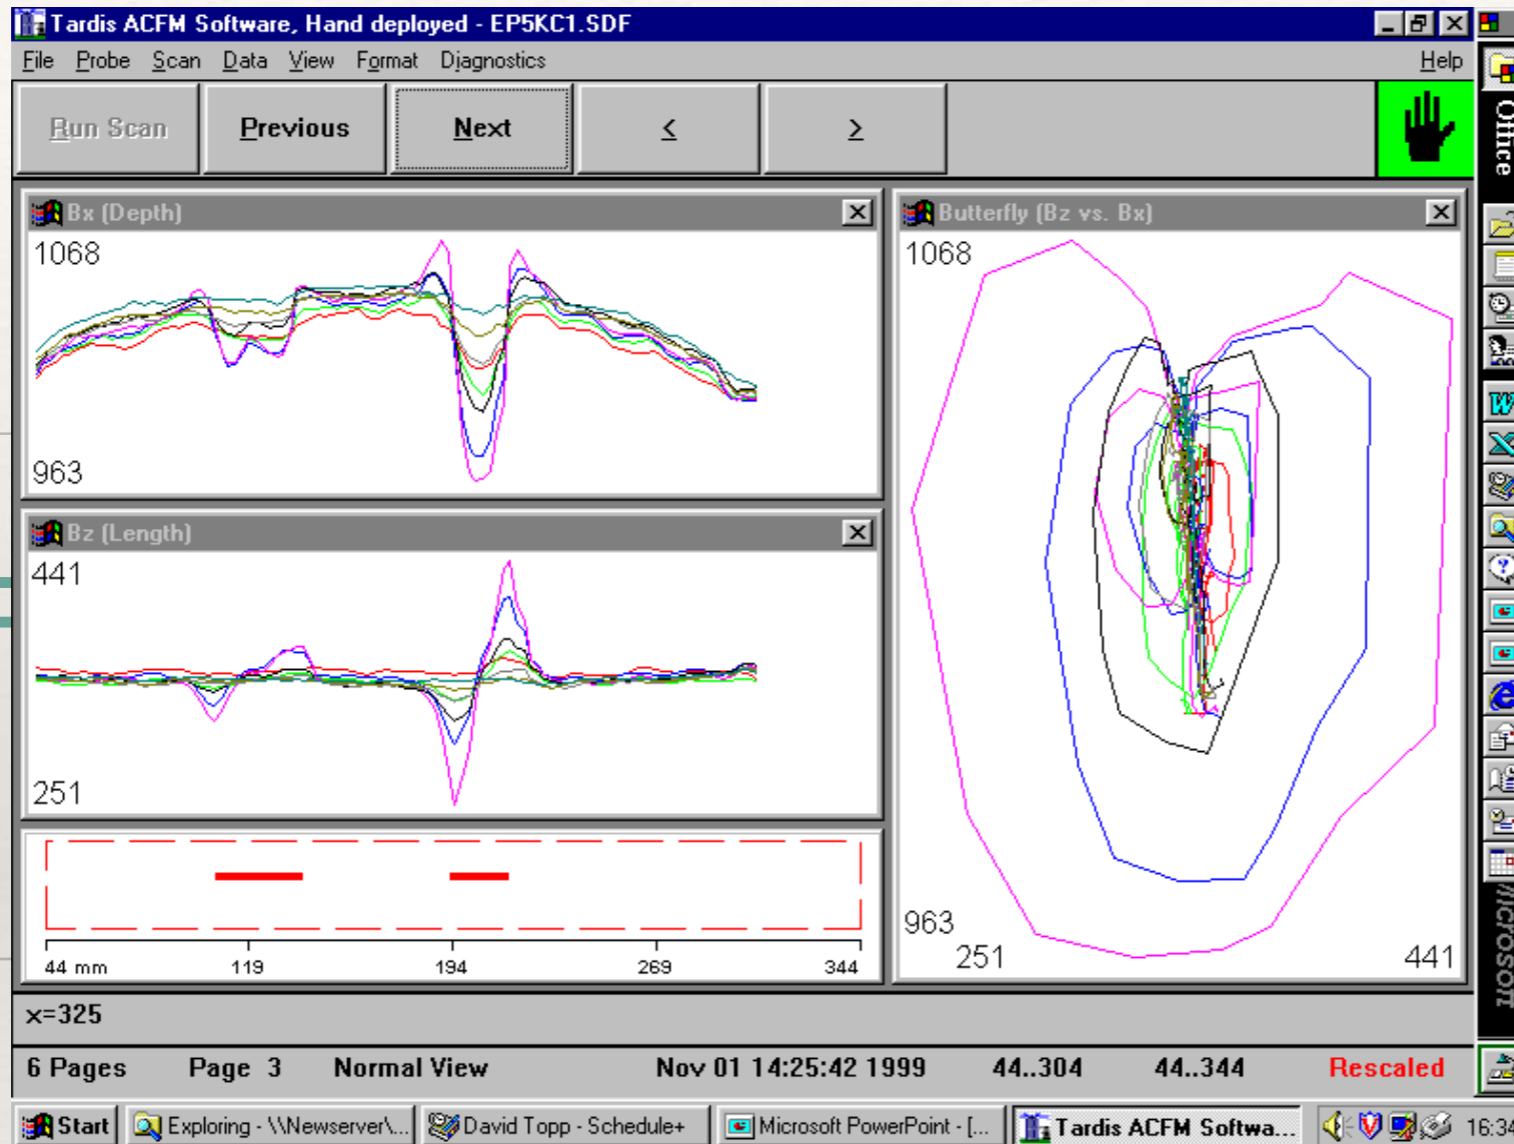 Tardis ACFM Software, Hand deployed - EP5KC1.SDF
File Probe Scan Data View Format Diagnostics Help
Run Scan Previous Next < >
Office
Bx (Depth)
1068
963
Butterfly (Bz vs. Bx)
1068
963
251 441
Bz (Length)
441
251
44 mm 119 194 269 344
Microsoft
x=325
6 Pages Page 3 Normal View Nov 01 14:25:42 1999 44..304 44..344 Rescaled
Start Exploring - \\Newserver\... David Topp - Schedule+ Microsoft PowerPoint - [... Tardis ACFM Softwa... 16:34